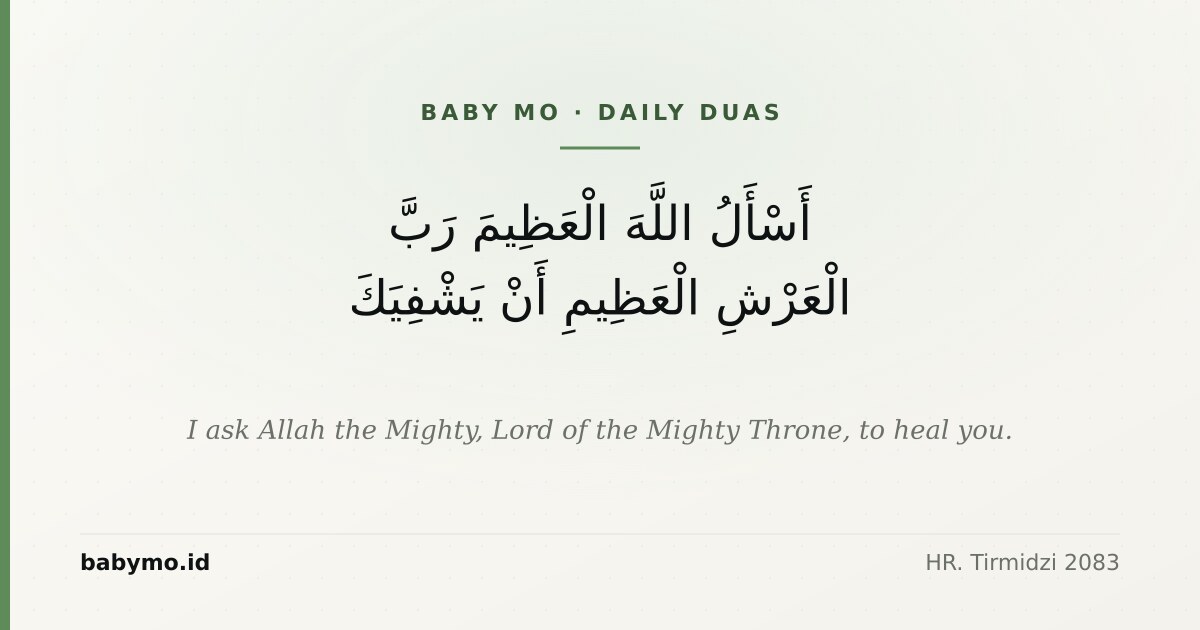 BABY MO · DAILY DUAS
أَسْأَلُ اللَّهَ الْعَظِيمَ رَبَّ
الْعَرْشِ الْعَظِيمِ أَنْ يَشْفِيَكَ
I ask Allah the Mighty, Lord of the Mighty Throne, to heal you.
babymo.id
HR. Tirmidzi 2083